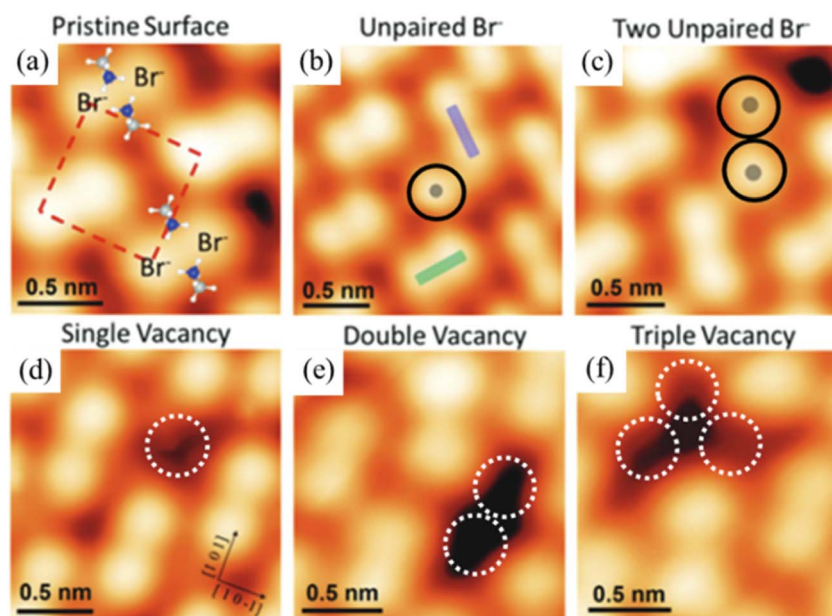 Pristine Surface
Unpaired Br⁻
Two Unpaired Br⁻
(a)
Br⁻
Br⁻
Br⁻
Br⁻
0.5 nm
(b)
0.5 nm
(c)
0.5 nm
Single Vacancy
Double Vacancy
Triple Vacancy
(d)
[1 0 1]
[1 0 -1]
0.5 nm
(e)
0.5 nm
(f)
0.5 nm